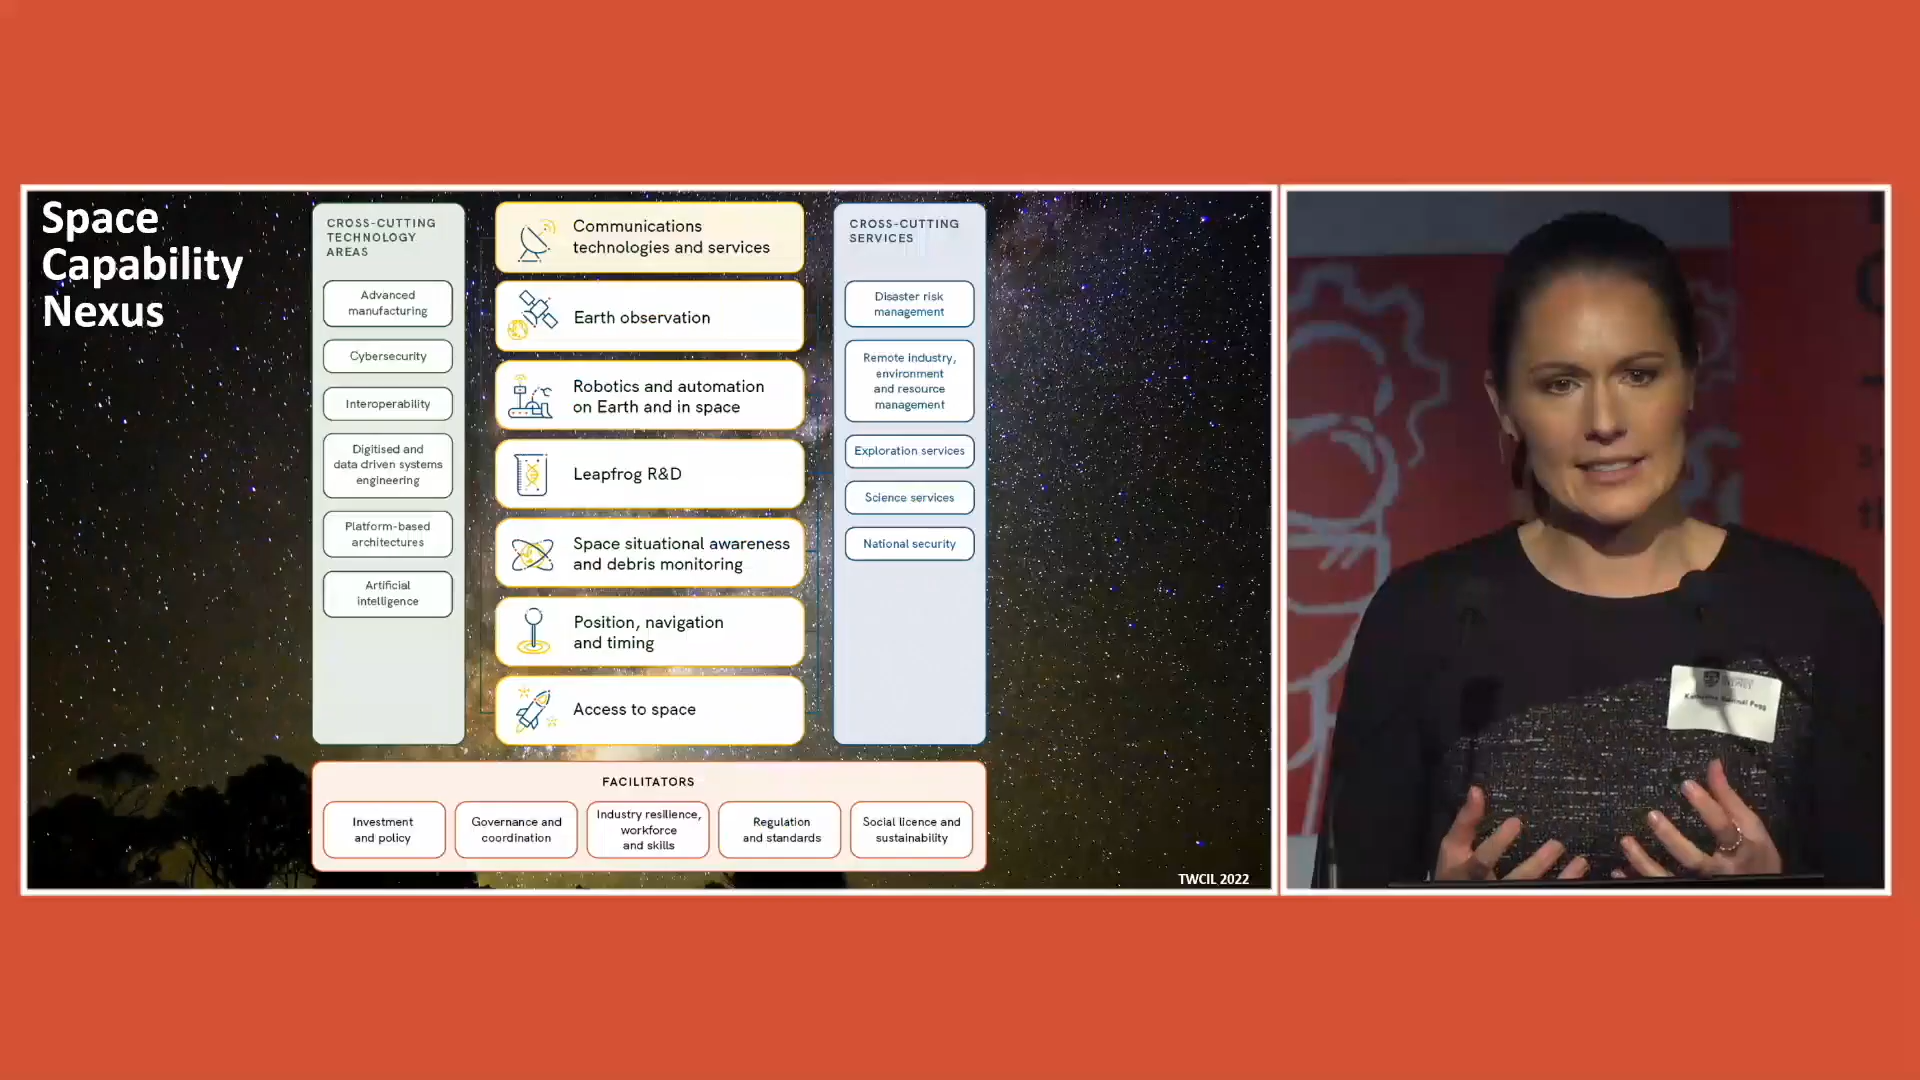 Space
Capability
Nexus
CROSS-CUTTING
TECHNOLOGY
AREAS
Advanced
manufacturing
Cybersecurity
Interoperability
Digitised and
data driven systems
engineering
Platform-based
architectures
Artificial
intelligence
Communications
technologies and services
Earth observation
Robotics and automation
on Earth and in space
Leapfrog R&D
Space situational awareness
and debris monitoring
Position, navigation
and timing
Access to space
CROSS-CUTTING
SERVICES
Disaster risk
management
Remote industry,
environment
and resource
management
Exploration services
Science services
National security
FACILITATORS
Investment
and policy
Governance and
coordination
Industry resilience,
workforce
and skills
Regulation
and standards
Social licence and
sustainability
TWCIL 2022
Pegg